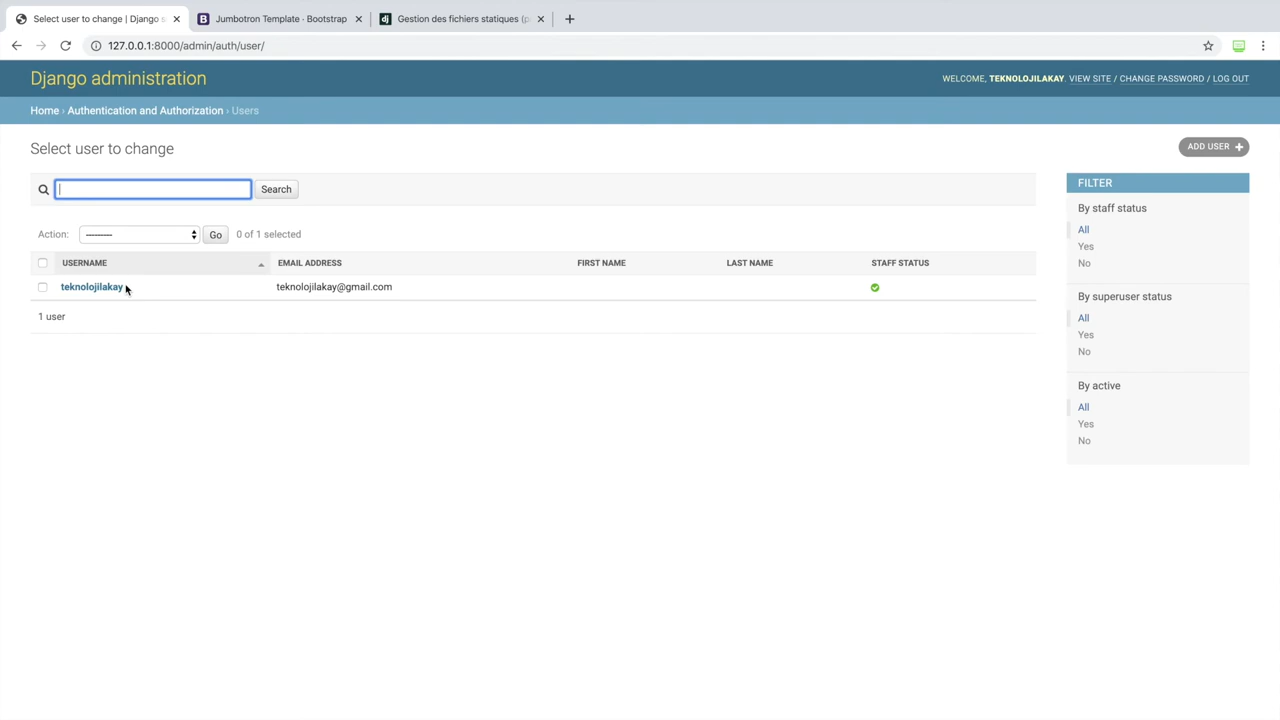 Select user to change | Django s
Jumbotron Template · Bootstrap
Gestion des fichiers statiques (p
127.0.0.1:8000/admin/auth/user/
Django administration
WELCOME, TEKNOLOJILAKAY. VIEW SITE / CHANGE PASSWORD / LOG OUT
Home › Authentication and Authorization › Users
Select user to change
ADD USER +
Search
Action: --------- Go 0 of 1 selected
USERNAME EMAIL ADDRESS FIRST NAME LAST NAME STAFF STATUS
teknolojilakay teknolojilakay@gmail.com
1 user
FILTER
By staff status
All
Yes
No
By superuser status
All
Yes
No
By active
All
Yes
No